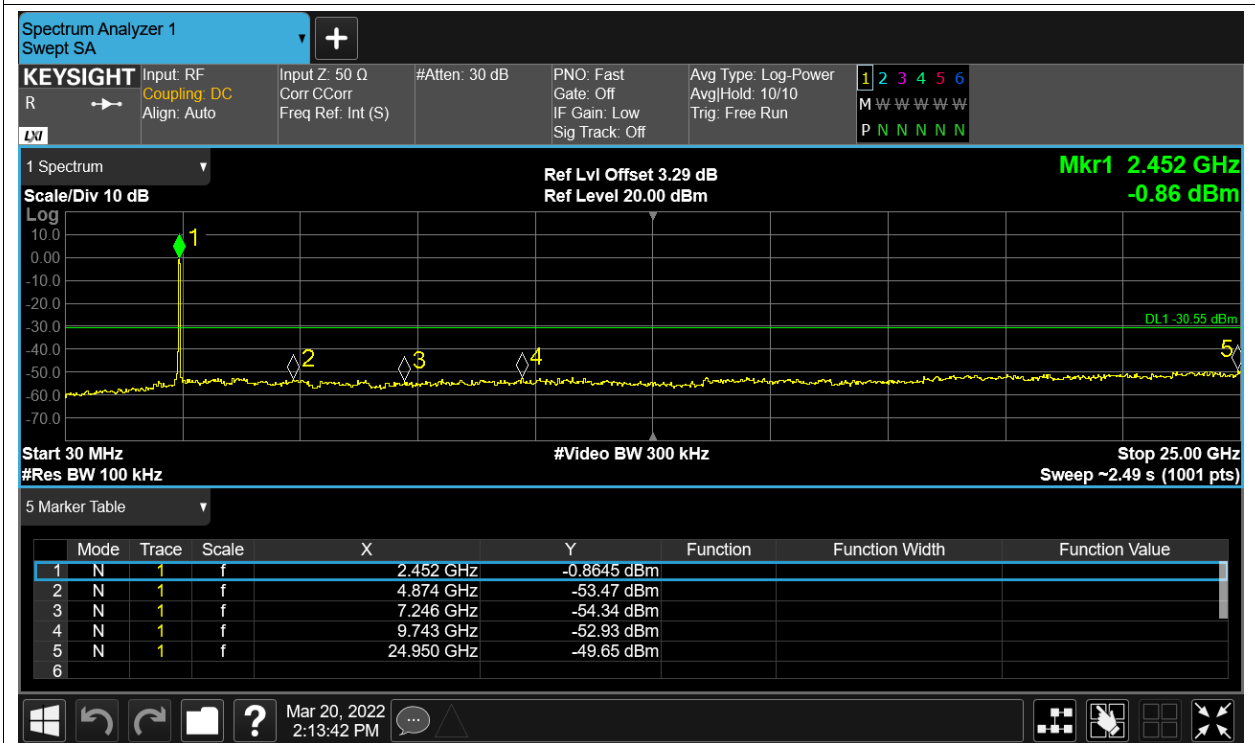 Spectrum Analyzer 1
Swept SA
KEYSIGHT Input: RF Input Z: 50 Ω #Atten: 30 dB PNO: Fast Avg Type: Log-Power 1 2 3 4 5 6
R Coupling: DC Corr CCorr Gate: Off Avg|Hold: 10/10 M W W W W W
Align: Auto Freq Ref: Int (S) IF Gain: Low Trig: Free Run
LXI Sig Track: Off P N N N N N
1 Spectrum Ref Lvl Offset 3.29 dB Mkr1 2.452 GHz
Scale/Div 10 dB Ref Level 20.00 dBm -0.86 dBm
Log
10.0
1
0.00
-10.0
-20.0
DL1 -30.55 dBm
-30.0
-40.0
2 3 4 5
-50.0
-60.0
-70.0
Start 30 MHz #Video BW 300 kHz Stop 25.00 GHz
#Res BW 100 kHz Sweep ~2.49 s (1001 pts)
5 Marker Table
Mode Trace Scale X Y Function Function Width Function Value
1 N 1 f 2.452 GHz -0.8645 dBm
2 N 1 f 4.874 GHz -53.47 dBm
3 N 1 f 7.246 GHz -54.34 dBm
4 N 1 f 9.743 GHz -52.93 dBm
5 N 1 f 24.950 GHz -49.65 dBm
6
? Mar 20, 2022
2:13:42 PM